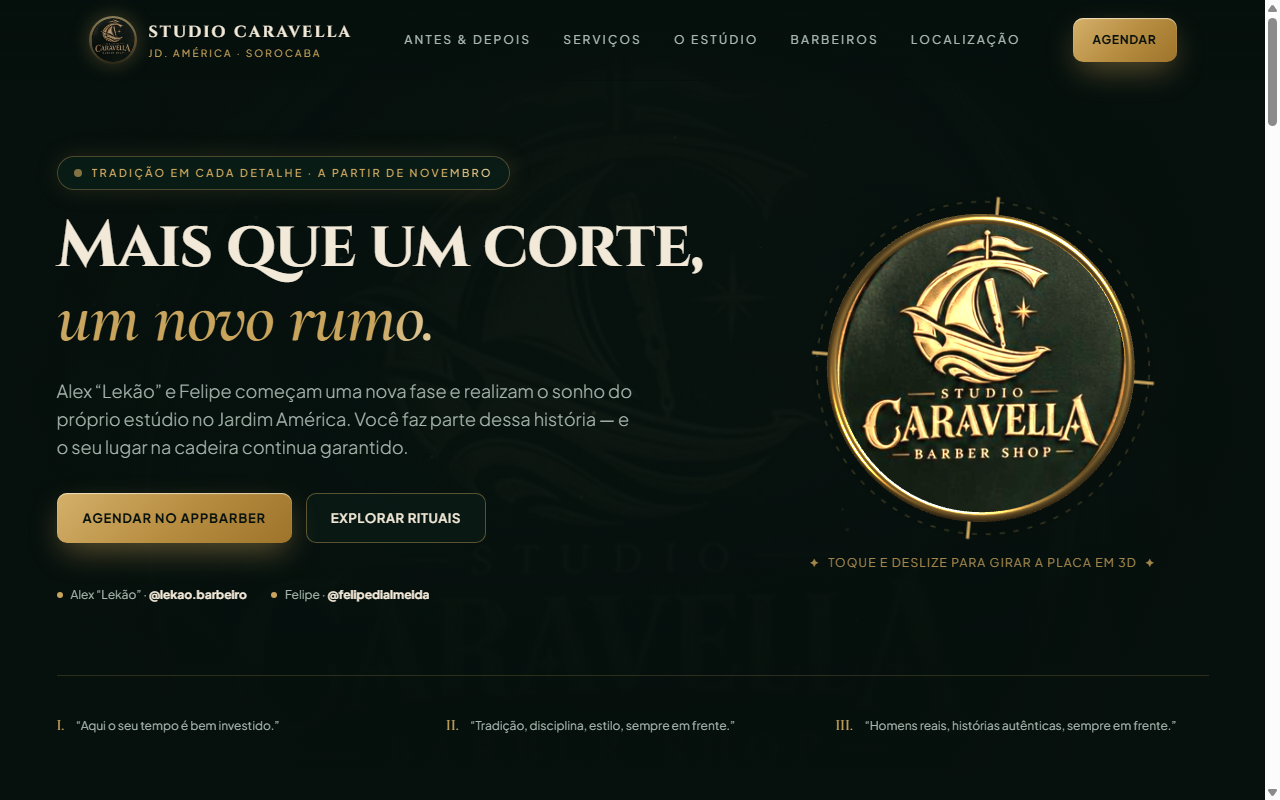 CARAVELLA
STUDIO CARAVELLA
JD. AMÉRICA · SOROCABA
ANTES & DEPOIS
SERVIÇOS
O ESTÚDIO
BARBEIROS
LOCALIZAÇÃO
AGENDAR
TRADIÇÃO EM CADA DETALHE · A PARTIR DE NOVEMBRO
MAIS QUE UM CORTE,
um novo rumo.
Alex “Lekão” e Felipe começam uma nova fase e realizam o sonho do
próprio estúdio no Jardim América. Você faz parte dessa história — e
o seu lugar na cadeira continua garantido.
AGENDAR NO APPBARBER
EXPLORAR RITUAIS
Alex “Lekão” · @lekao.barbeiro
Felipe · @felipedialmeida
STUDIO
CARAVELLA
BARBER SHOP
✦ TOQUE E DESLIZE PARA GIRAR A PLACA EM 3D ✦
STUDIO
CARAVELLA
I. “Aqui o seu tempo é bem investido.”
II. “Tradição, disciplina, estilo, sempre em frente.”
III. “Homens reais, histórias autênticas, sempre em frente.”